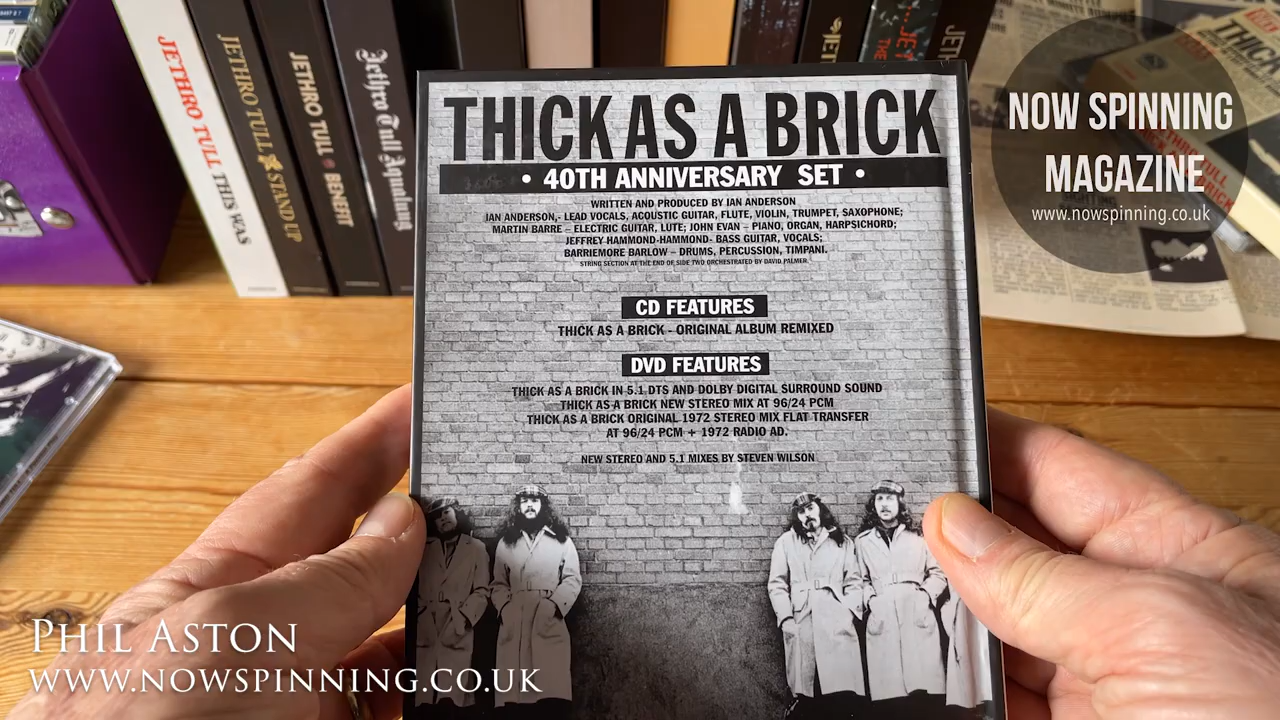 JETHRO TULL THIS WAS
JETHRO TULL STAND UP
JETHRO TULL BENEFIT
Jethro Tull Aqualung
THICK AS A BRICK
• 40TH ANNIVERSARY SET •
WRITTEN AND PRODUCED BY IAN ANDERSON
IAN ANDERSON,- LEAD VOCALS, ACOUSTIC GUITAR, FLUTE, VIOLIN, TRUMPET, SAXOPHONE;
MARTIN BARRE – ELECTRIC GUITAR, LUTE; JOHN EVAN – PIANO, ORGAN, HARPSICHORD;
JEFFREY HAMMOND-HAMMOND- BASS GUITAR, VOCALS;
BARRIEMORE BARLOW – DRUMS, PERCUSSION, TIMPANI.
STRING SECTION AT THE END OF SIDE TWO ORCHESTRATED BY DAVID PALMER
CD FEATURES
THICK AS A BRICK - ORIGINAL ALBUM REMIXED
DVD FEATURES
THICK AS A BRICK IN 5.1 DTS AND DOLBY DIGITAL SURROUND SOUND
THICK AS A BRICK NEW STEREO MIX AT 96/24 PCM
THICK AS A BRICK ORIGINAL 1972 STEREO MIX FLAT TRANSFER
AT 96/24 PCM + 1972 RADIO AD.
NEW STEREO AND 5.1 MIXES BY STEVEN WILSON
NOW SPINNING
MAGAZINE
www.nowspinning.co.uk
PHIL ASTON
WWW.NOWSPINNING.CO.UK